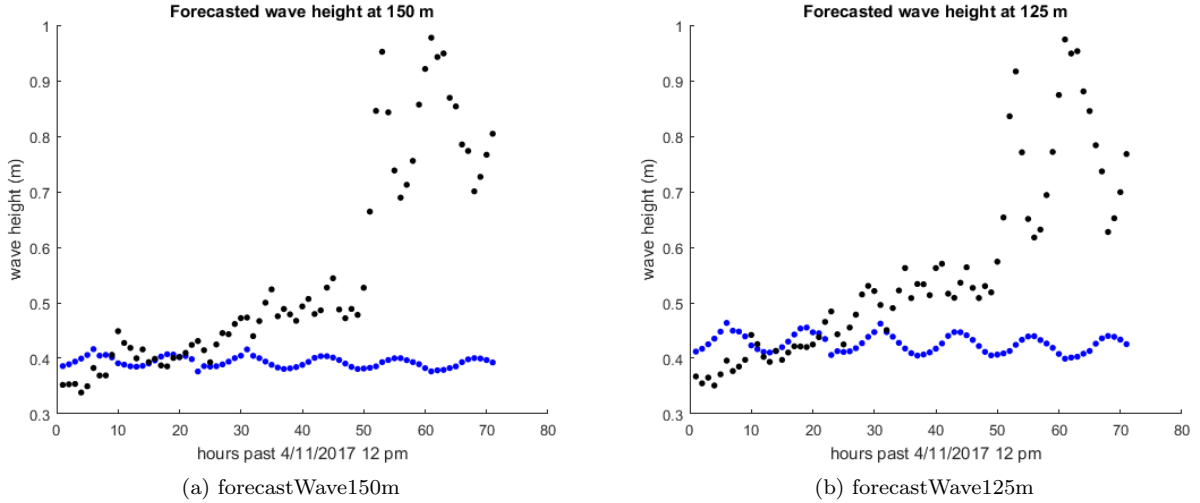 Forecasted wave height at 150 m
1
0.9
0.8
0.7
0.6
0.5
0.4
0.3
wave height (m)
0 10 20 30 40 50 60 70 80
hours past 4/11/2017 12 pm
(a) forecastWave150m
Forecasted wave height at 125 m
1
0.9
0.8
0.7
0.6
0.5
0.4
0.3
wave height (m)
0 10 20 30 40 50 60 70 80
hours past 4/11/2017 12 pm
(b) forecastWave125m